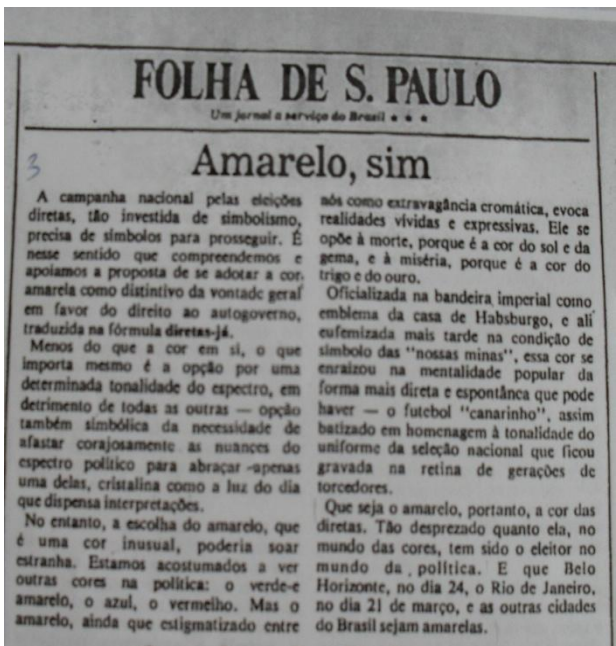 FOLHA DE S. PAULO
Um jornal a serviço do Brasil ★ ★ ★
3
Amarelo, sim
A campanha nacional pelas eleições
diretas, tão investida de simbolismo,
precisa de símbolos para prosseguir. É
nesse sentido que compreendemos e
apoiamos a proposta de se adotar a cor
amarela como distintivo da vontade geral
em favor do direito ao autogoverno,
traduzida na fórmula diretas-já.
Menos do que a cor em si, o que
importa mesmo é a opção por uma
determinada tonalidade do espectro, em
detrimento de todas as outras — opção
também simbólica da necessidade de
afastar corajosamente as nuances do
espectro político para abraçar apenas
uma delas, cristalina como a luz do dia
que dispensa interpretações.
No entanto, a escolha do amarelo, que
é uma cor inusual, poderia soar
estranha. Estamos acostumados a ver
outras cores na política: o verde-e
amarelo, o azul, o vermelho. Mas o
amarelo, ainda que estigmatizado entre
nós como extravagância cromática, evoca
realidades vívidas e expressivas. Ele se
opõe à morte, porque é a cor do sol e da
gema, e à miséria, porque é a cor do
trigo e do ouro.
Oficializada na bandeira imperial como
emblema da casa de Habsburgo, e ali
eufemizada mais tarde na condição de
símbolo das "nossas minas", essa cor se
enraizou na mentalidade popular da
forma mais direta e espontânea que pode
haver — o futebol "canarinho", assim
batizado em homenagem à tonalidade do
uniforme da seleção nacional que ficou
gravada na retina de gerações de
torcedores.
Que seja o amarelo, portanto, a cor das
diretas. Tão desprezado quanto ela, no
mundo das cores, tem sido o eleitor no
mundo da política. E que Belo
Horizonte, no dia 24, o Rio de Janeiro,
no dia 21 de março, e as outras cidades
do Brasil sejam amarelas.